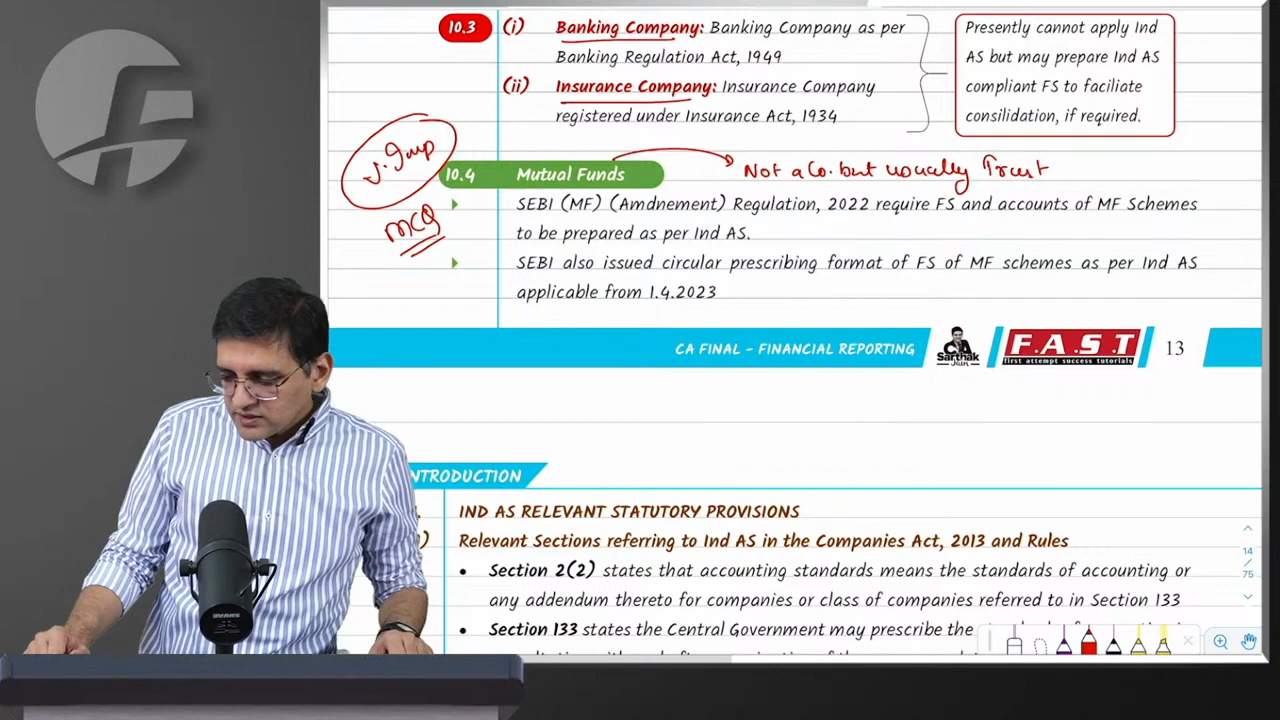 10.3 (i) Banking Company: Banking Company as per
Banking Regulation Act, 1949
(ii) Insurance Company: Insurance Company
registered under Insurance Act, 1934
Presently cannot apply Ind
AS but may prepare Ind AS
compliant FS to faciliate
consilidation, if required.
v. Imp
10.4 Mutual Funds
Not a Co. but usually Trust
MCQ
SEBI (MF) (Amdnement) Regulation, 2022 require FS and accounts of MF Schemes
to be prepared as per Ind AS.
SEBI also issued circular prescribing format of FS of MF schemes as per Ind AS
applicable from 1.4.2023
CA FINAL - FINANCIAL REPORTING
CA Sarthak Jain
F.A.S.T
first attempt success tutorials
13
NTRODUCTION
IND AS RELEVANT STATUTORY PROVISIONS
) Relevant Sections referring to Ind AS in the Companies Act, 2013 and Rules
• Section 2(2) states that accounting standards means the standards of accounting or
any addendum thereto for companies or class of companies referred to in Section 133
• Section 133 states the Central Government may prescribe the
14
/
75